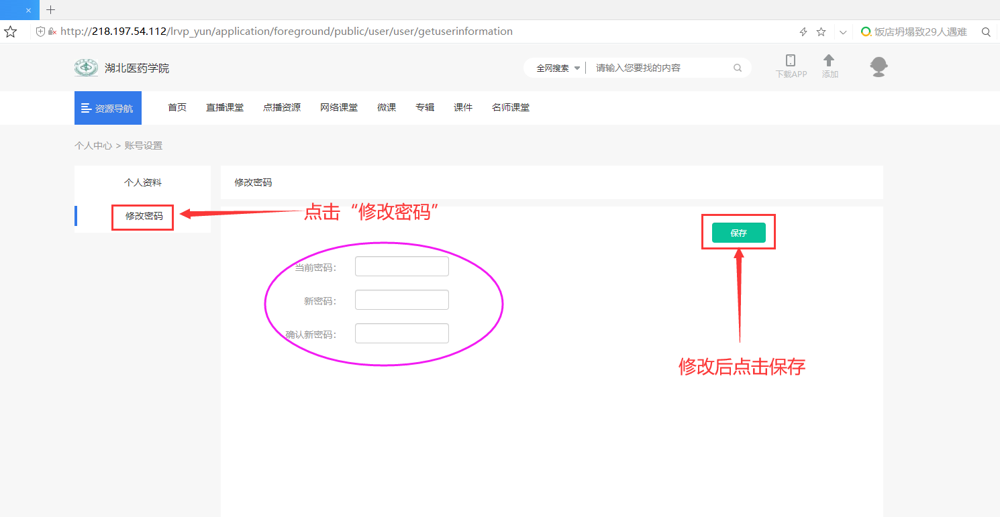 http://218.197.54.112/lrvp_yun/application/foreground/public/user/user/getuserinformation
饭店坍塌致29人遇难
湖北医药学院
全网搜索
请输入您要找的内容
下载APP
添加
资源导航
首页
直播课堂
点播资源
网络课堂
微课
专辑
课件
名师课堂
个人中心 > 账号设置
个人资料
修改密码
修改密码
点击“修改密码”
保存
当前密码：
新密码：
确认新密码：
修改后点击保存